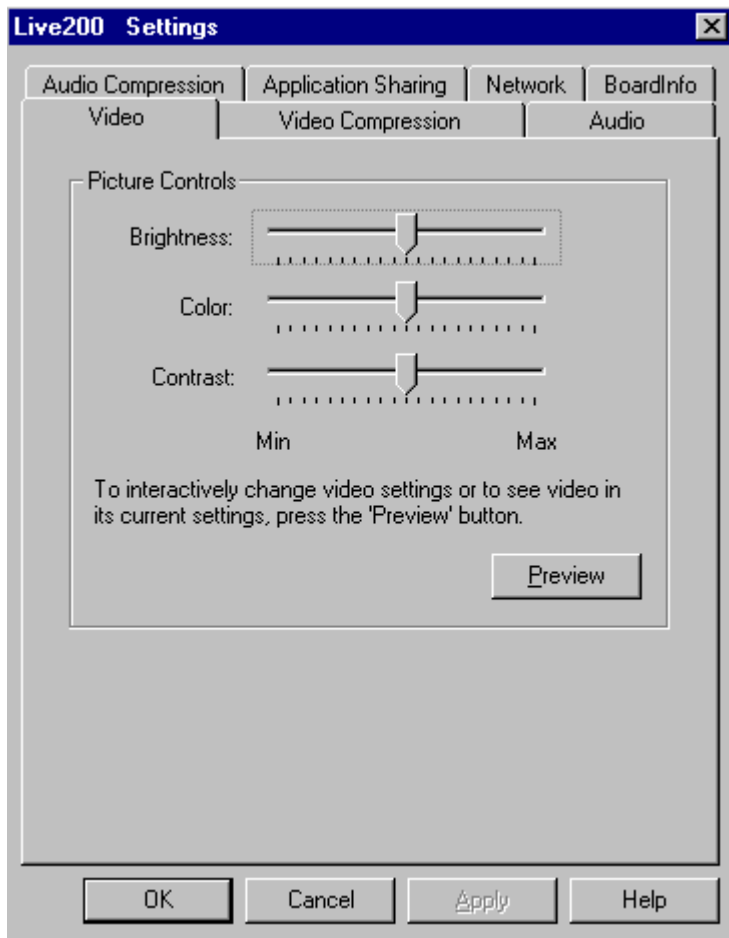 Live200 Settings
Audio Compression Application Sharing Network BoardInfo
Video Video Compression Audio
Picture Controls
Brightness:
Color:
Contrast:
Min Max
To interactively change video settings or to see video in
its current settings, press the 'Preview' button.
Preview
OK Cancel Apply Help